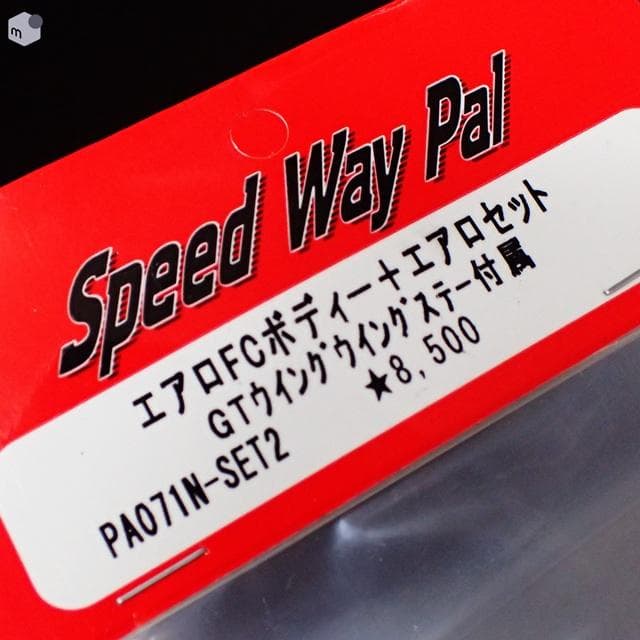 m
Speed Way Pal
エアロFCボディー+エアロセット
GTウイングウイングステー付属
★8,500
PA071N-SET2